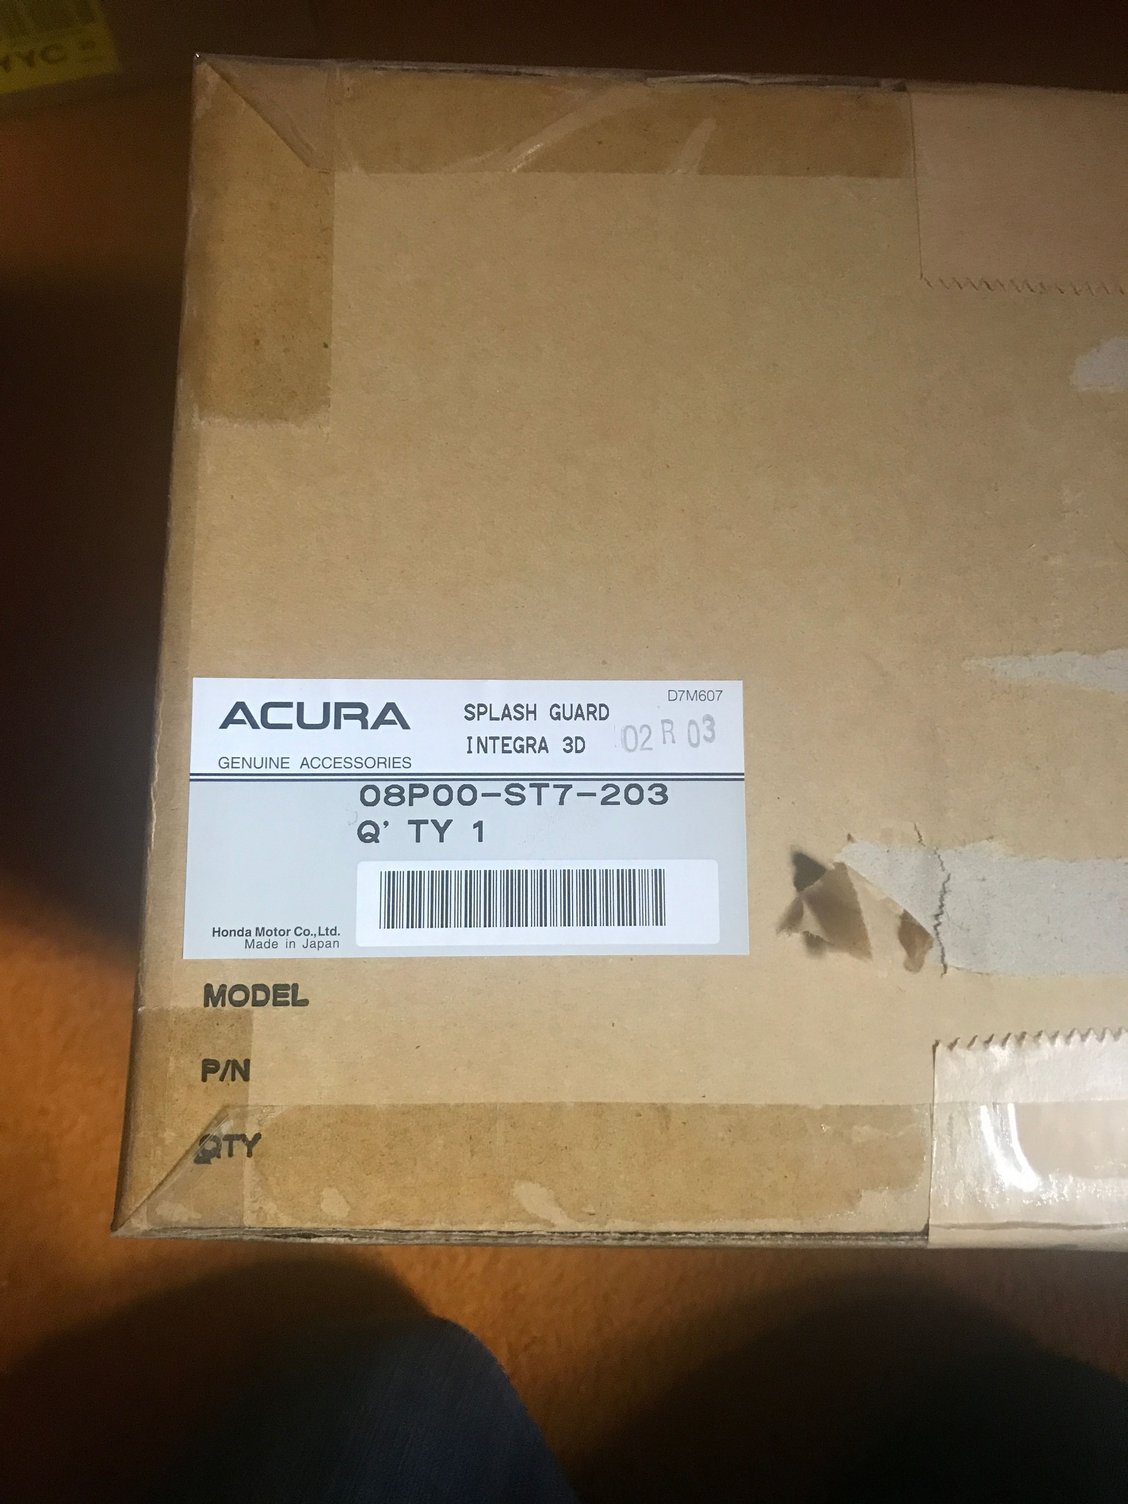 D7M607
ACURA
SPLASH GUARD
INTEGRA 3D
02 R 03
GENUINE ACCESSORIES
08P00-ST7-203
Q' TY 1
Honda Motor Co.,Ltd.
Made in Japan
MODEL
P/N
QTY